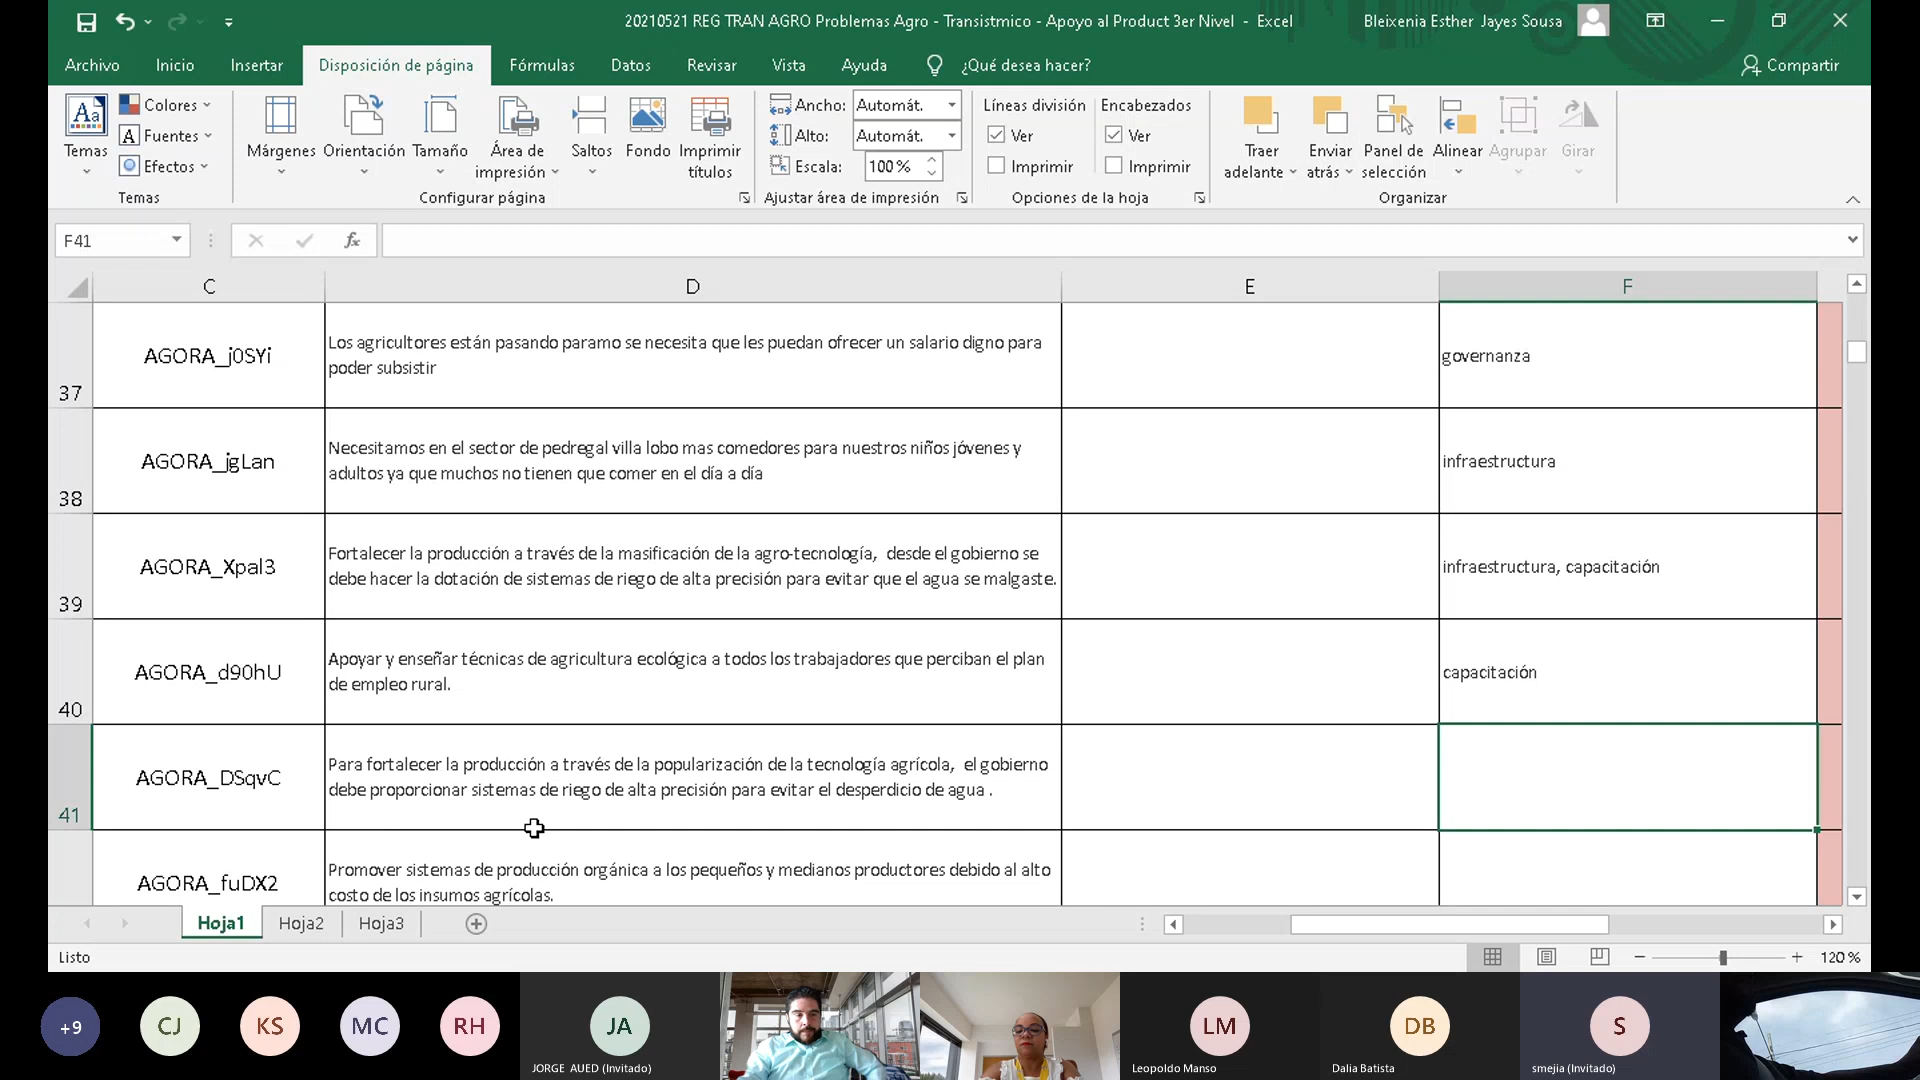 20210521 REG TRAN AGRO Problemas Agro - Transistmico - Apoyo al Product 3er Nivel - Excel
Bleixenia Esther Jayes Sousa
Archivo Inicio Insertar Disposición de página Fórmulas Datos Revisar Vista Ayuda ¿Qué desea hacer? Compartir
Temas
Colores
Fuentes
Efectos
Temas
Márgenes
Orientación
Tamaño
Área de
impresión
Saltos
Fondo
Imprimir
títulos
Configurar página
Ancho: Automát.
Alto: Automát.
Escala: 100 %
Ajustar área de impresión
Líneas división
Ver
Imprimir
Encabezados
Ver
Imprimir
Opciones de la hoja
Traer
adelante
Enviar
atrás
Panel de
selección
Alinear
Agrupar
Girar
Organizar
F41
fx
C D E F
37
AGORA_j0SYi
Los agricultores están pasando paramo se necesita que les puedan ofrecer un salario digno para
poder subsistir
governanza
38
AGORA_jgLan
Necesitamos en el sector de pedregal villa lobo mas comedores para nuestros niños jóvenes y
adultos ya que muchos no tienen que comer en el día a día
infraestructura
39
AGORA_Xpal3
Fortalecer la producción a través de la masificación de la agro-tecnología, desde el gobierno se
debe hacer la dotación de sistemas de riego de alta precisión para evitar que el agua se malgaste.
infraestructura, capacitación
40
AGORA_d90hU
Apoyar y enseñar técnicas de agricultura ecológica a todos los trabajadores que perciban el plan
de empleo rural.
capacitación
41
AGORA_DSqvC
Para fortalecer la producción a través de la popularización de la tecnología agrícola, el gobierno
debe proporcionar sistemas de riego de alta precisión para evitar el desperdicio de agua .
AGORA_fuDX2
Promover sistemas de producción orgánica a los pequeños y medianos productores debido al alto
costo de los insumos agrícolas.
Hoja1 Hoja2 Hoja3
Listo
120 %
+9
CJ
KS
MC
RH
JA
JORGE AUED (Invitado)
LM
Leopoldo Manso
DB
Dalia Batista
S
smejia (Invitado)